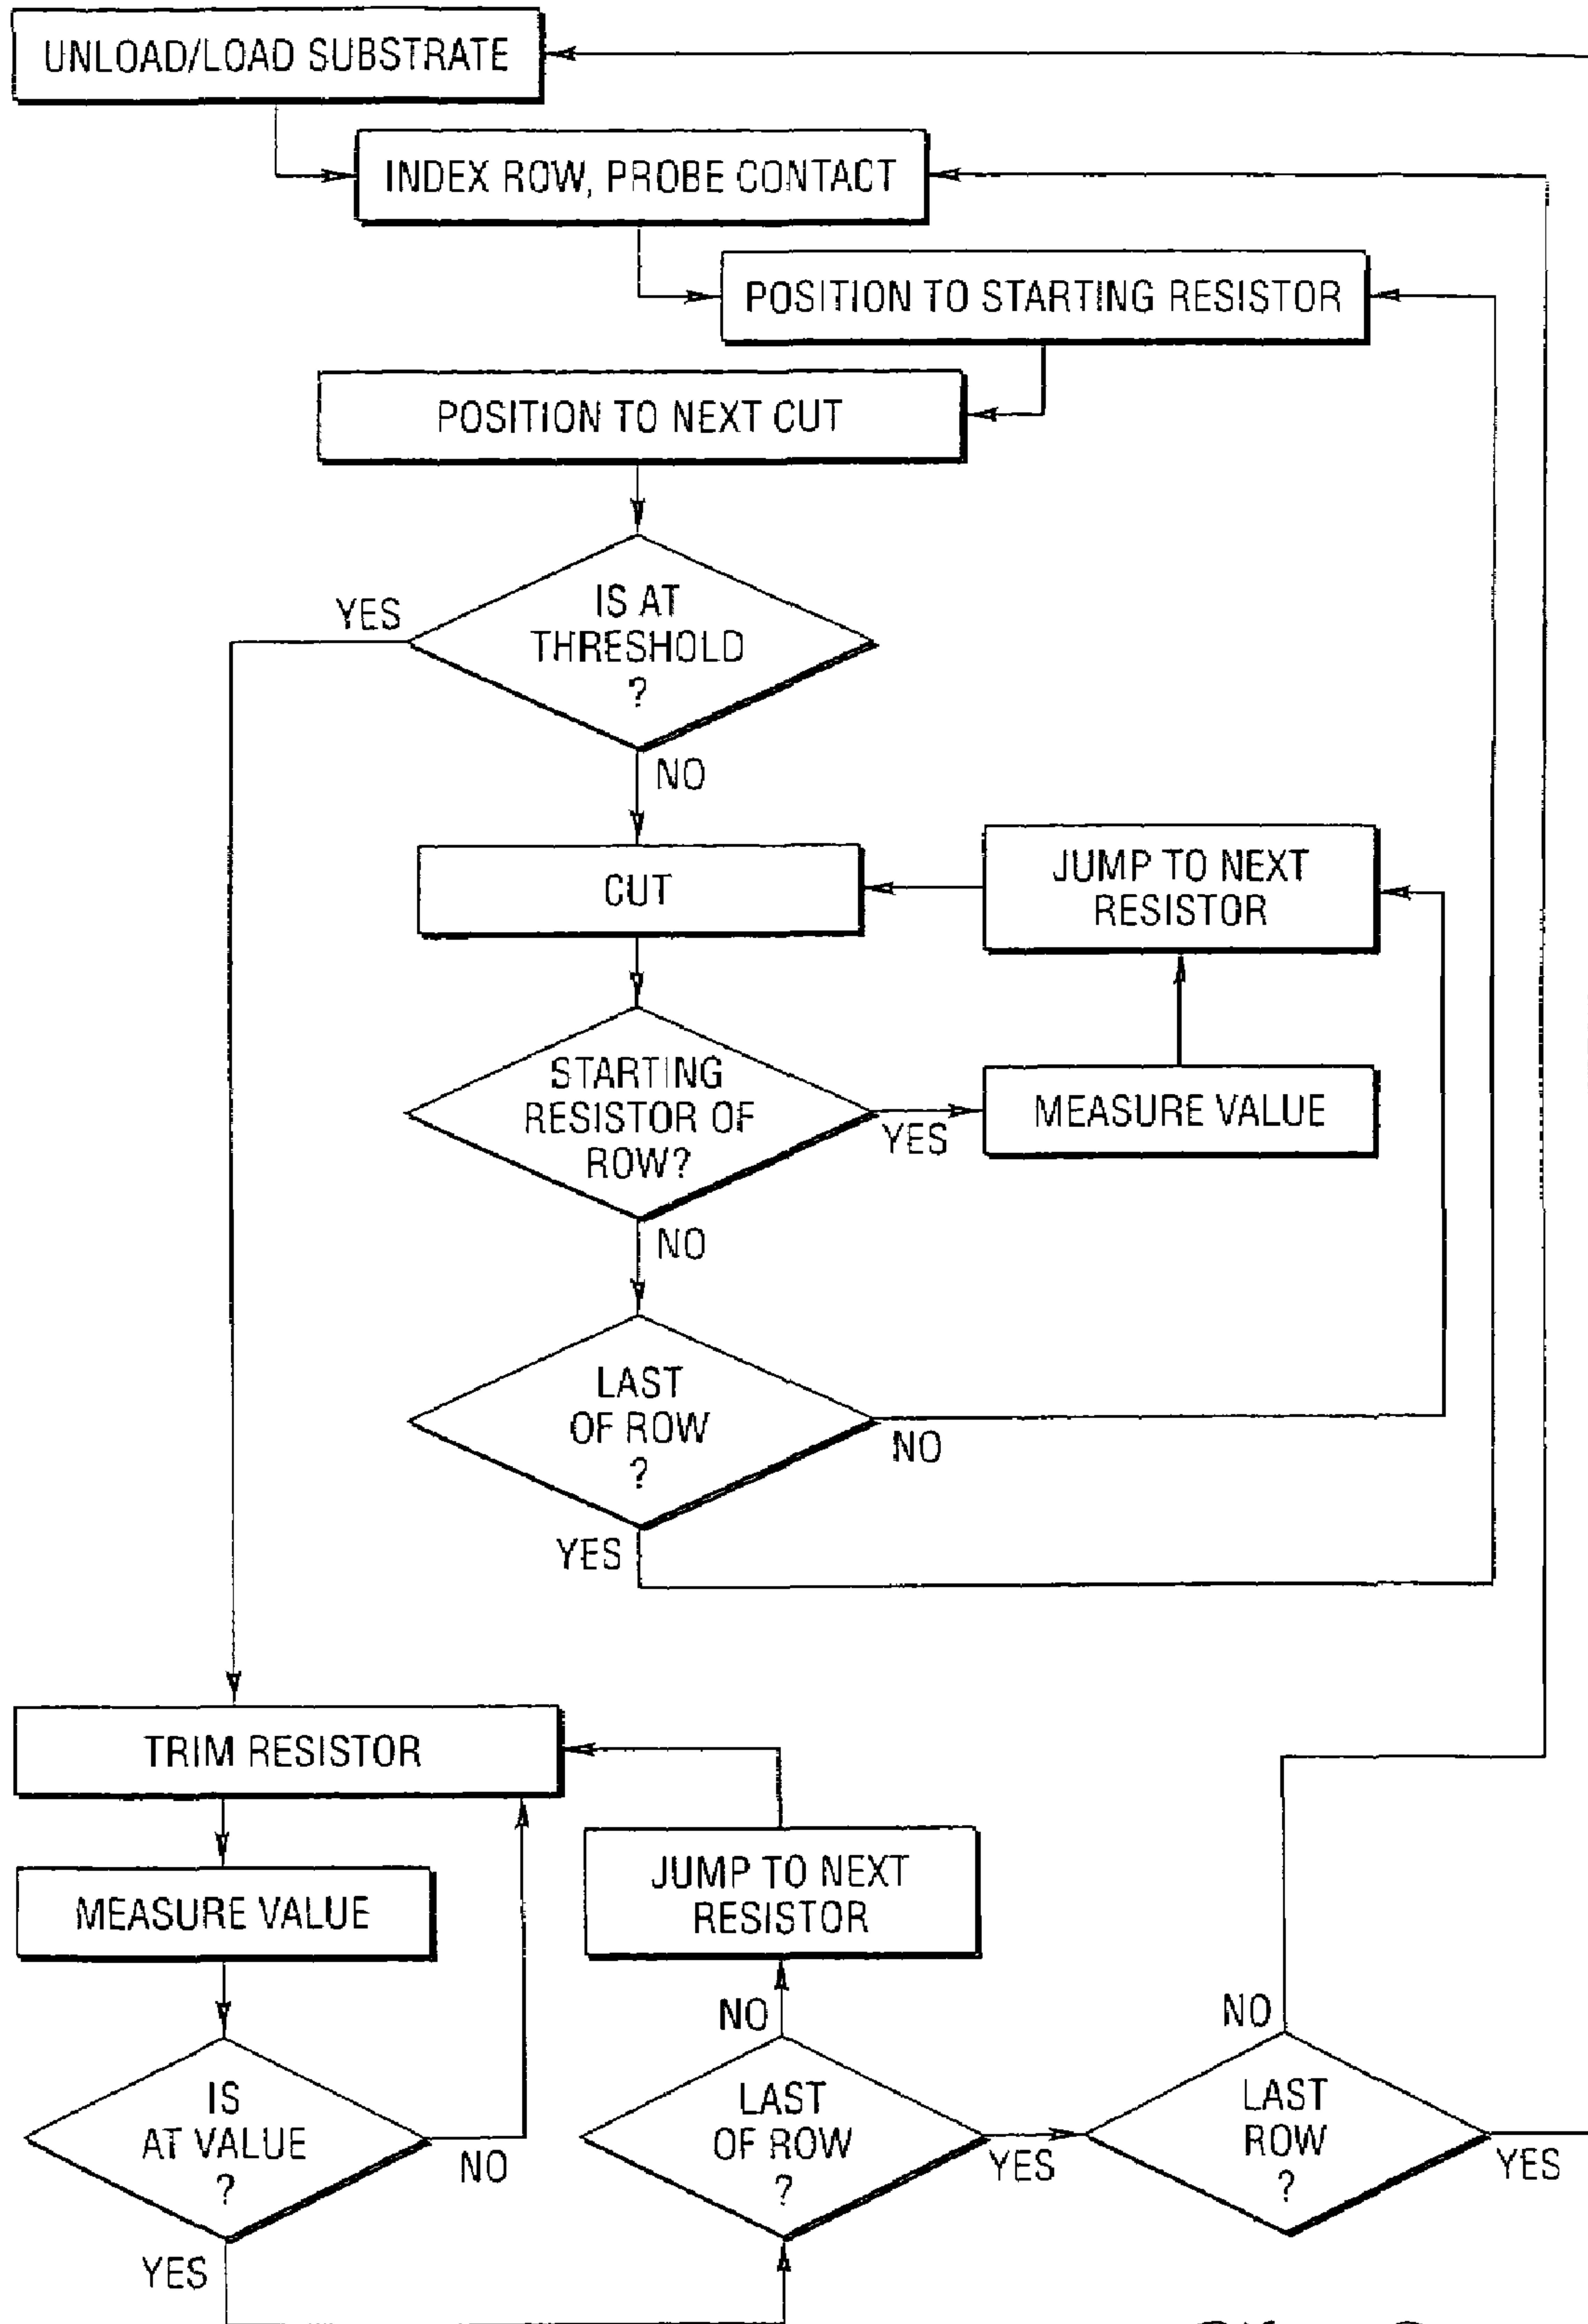 UNLOAD/LOAD SUBSTRATE
INDEX ROW, PROBE CONTACT
POSITION TO STARTING RESISTOR
POSITION TO NEXT CUT
YES
IS AT
THRESHOLD
?
NO
CUT
JUMP TO NEXT
RESISTOR
STARTING
RESISTOR OF
ROW?
YES
MEASURE VALUE
NO
LAST
OF ROW
?
NO
YES
TRIM RESISTOR
MEASURE VALUE
JUMP TO NEXT
RESISTOR
IS
AT VALUE
?
NO
YES
NO
LAST
OF ROW
?
YES
NO
LAST
ROW
?
YES